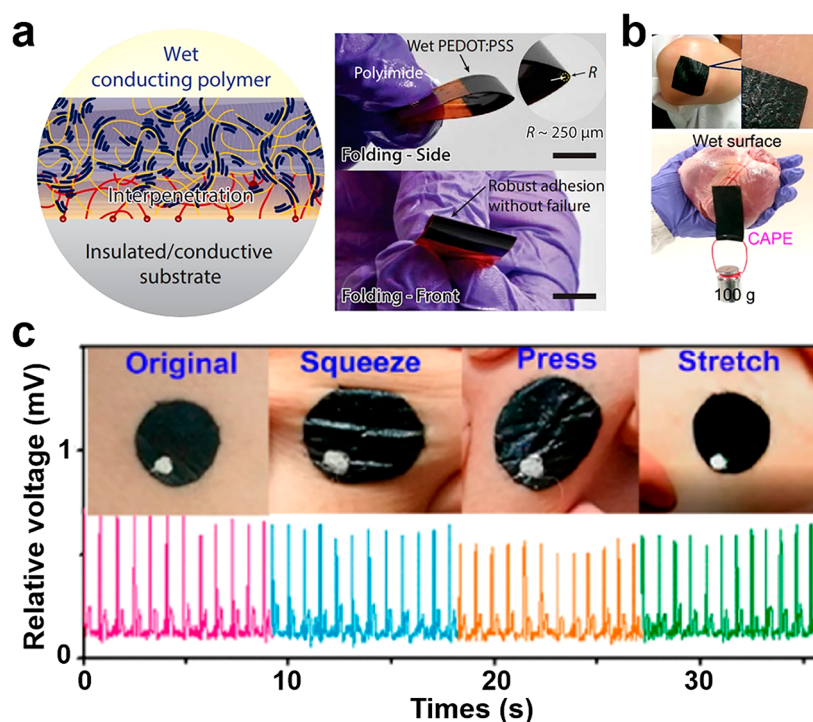 a
Wet
conducting polymer
Interpenetration
Insulated/conductive
substrate
Wet PEDOT:PSS
Polyimide
R
R ~ 250 μm
Folding - Side
Robust adhesion
without failure
Folding - Front
b
Wet surface
CAPE
100 g
c
Original Squeeze Press Stretch
Relative voltage (mV)
1
0
0 10 20 30
Times (s)